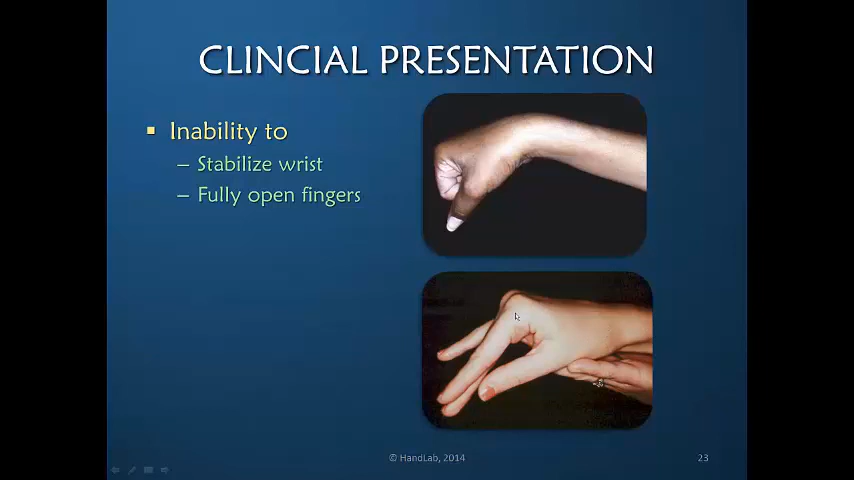 CLINCIAL PRESENTATION
▪ Inability to
– Stabilize wrist
– Fully open fingers
© HandLab, 2014
23